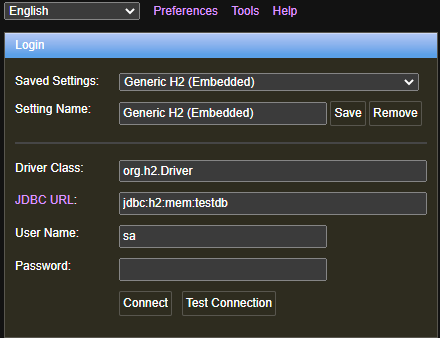 English Preferences Tools Help
Login
Saved Settings: Generic H2 (Embedded)
Setting Name: Generic H2 (Embedded) Save Remove
Driver Class: org.h2.Driver
JDBC URL: jdbc:h2:mem:testdb
User Name: sa
Password:
Connect Test Connection